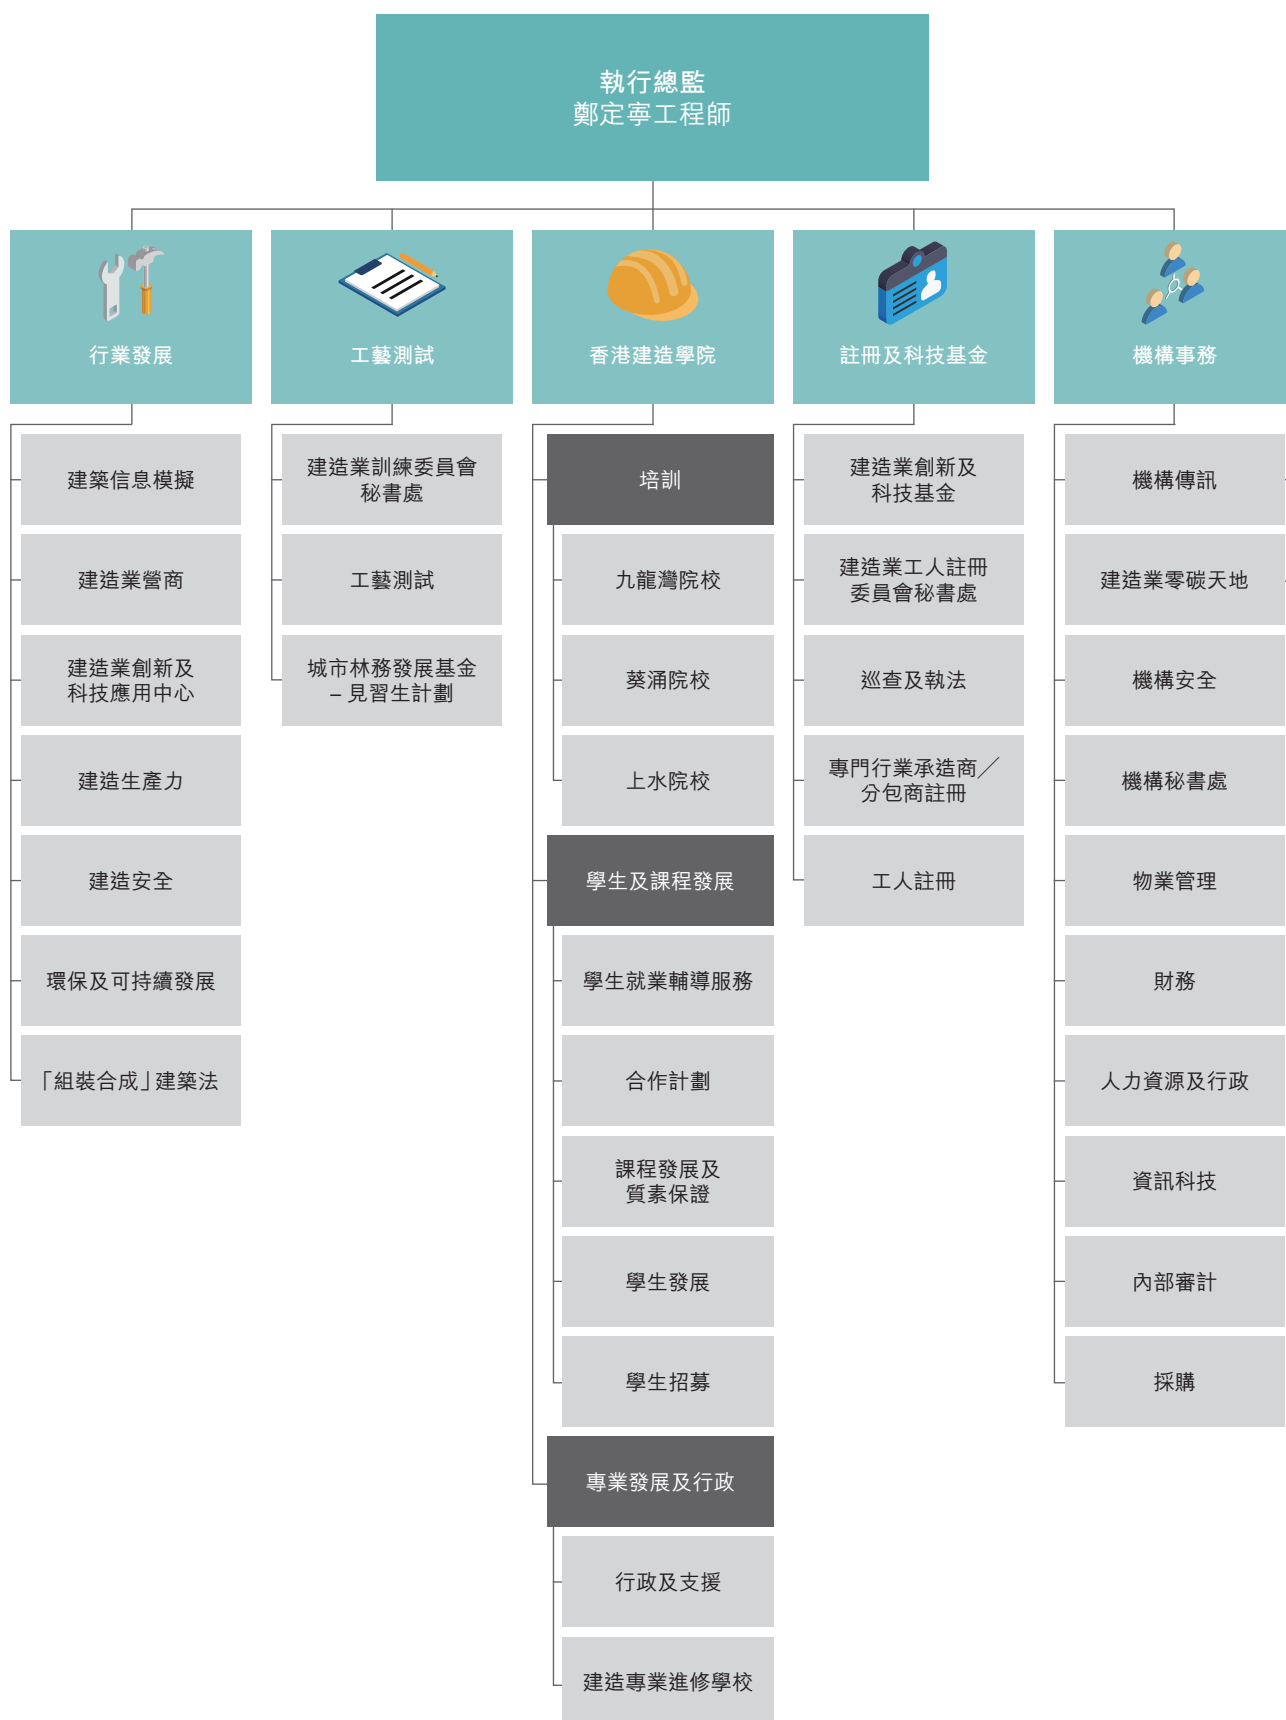 執行總監
鄭定寕工程師
行業發展
建築信息模擬
建造業營商
建造業創新及
科技應用中心
建造生產力
建造安全
環保及可持續發展
「組裝合成」建築法
工藝測試
建造業訓練委員會
秘書處
工藝測試
城市林務發展基金
– 見習生計劃
香港建造學院
培訓
九龍灣院校
葵涌院校
上水院校
學生及課程發展
學生就業輔導服務
合作計劃
課程發展及
質素保證
學生發展
學生招募
專業發展及行政
行政及支援
建造專業進修學校
註冊及科技基金
建造業創新及
科技基金
建造業工人註冊
委員會秘書處
巡查及執法
專門行業承造商／
分包商註冊
工人註冊
機構事務
機構傳訊
建造業零碳天地
機構安全
機構秘書處
物業管理
財務
人力資源及行政
資訊科技
內部審計
採購